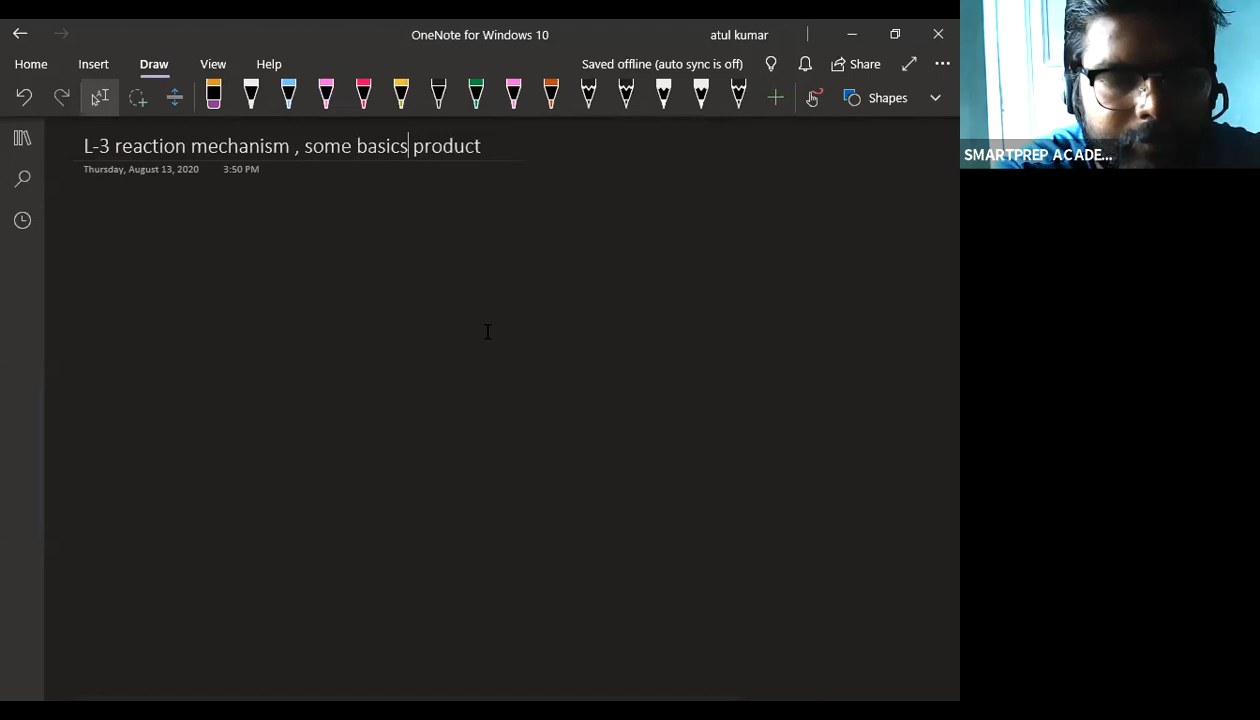 OneNote for Windows 10
atul kumar
Home
Insert
Draw
View
Help
Saved offline (auto sync is off)
Share
Shapes
L-3 reaction mechanism , some basics product
Thursday, August 13, 2020
3:50 PM
SMARTPREP ACADE...